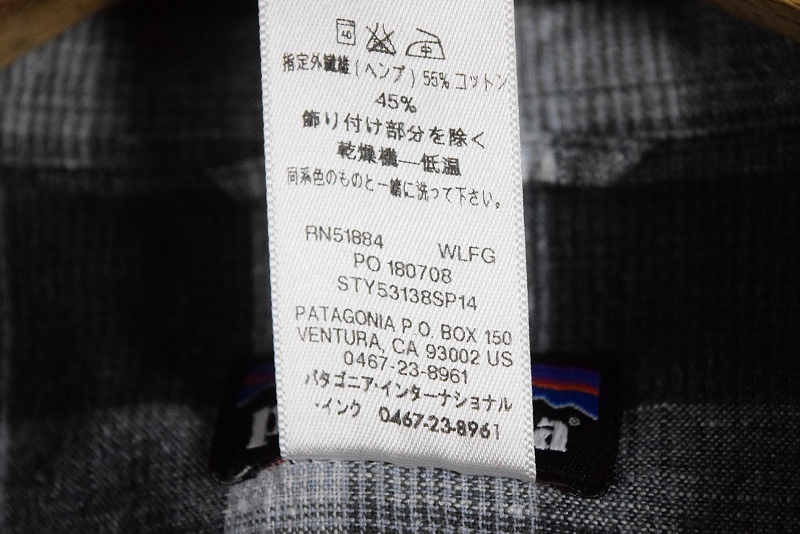 40
中
指定外繊維(ヘンプ) 55% コットン
45%
飾り付け部分を除く
乾燥機—低温
同系色のものと一緒に洗って下さい。
RN51884 WLFG
PO 180708
STY53138SP14
PATAGONIA P.O. BOX 150
VENTURA, CA 93002 US
0467-23-8961
パタゴニア・インターナショナル
・インク 0467-23-8961
p a®